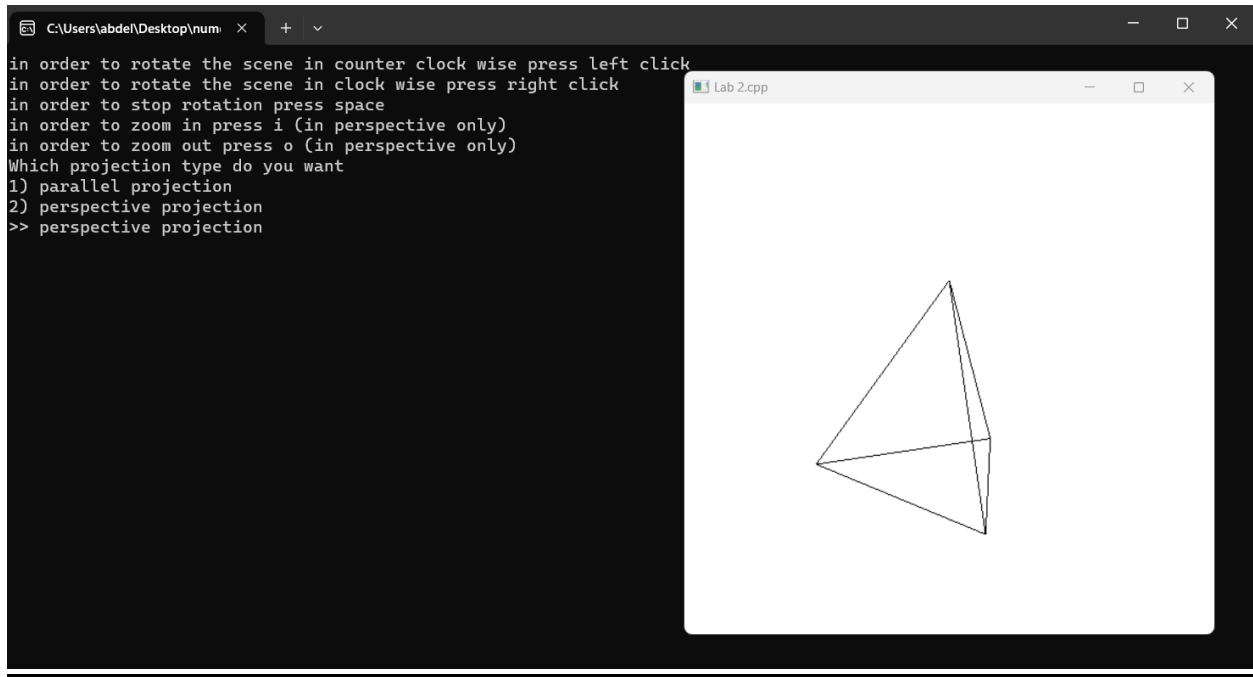 C:\Users\abdel\Desktop\num
in order to rotate the scene in counter clock wise press left click
in order to rotate the scene in clock wise press right click
in order to stop rotation press space
in order to zoom in press i (in perspective only)
in order to zoom out press o (in perspective only)
Which projection type do you want
1) parallel projection
2) perspective projection
>> perspective projection
Lab 2.cpp